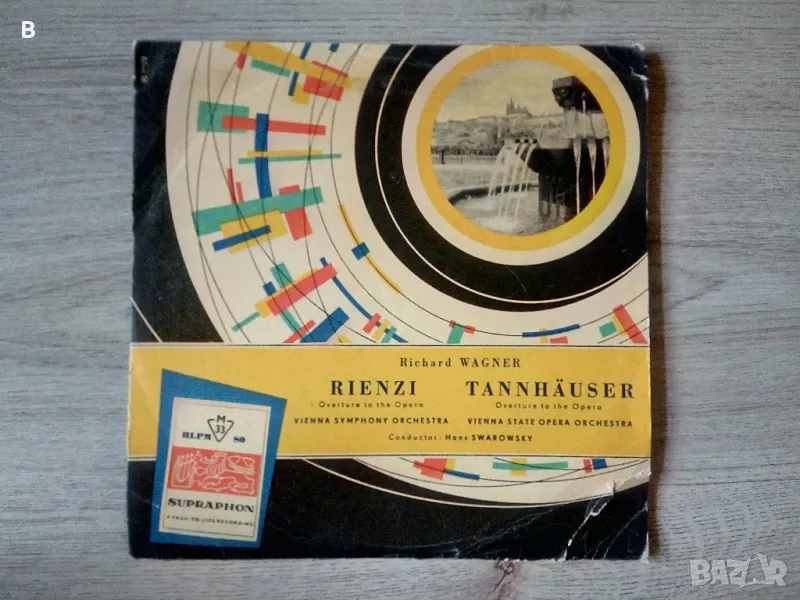 B
Richard WAGNER
RIENZI TANNHÄUSER
Overture to the Opera Overture to the Opera
VIENNA SYMPHONY ORCHESTRA VIENNA STATE OPERA ORCHESTRA
Conductor: Hans SWAROWSKY
M
33
HLPM 80
SUPRAPHON
A TRUE-TO-LIFE RECORDING
BAZAR